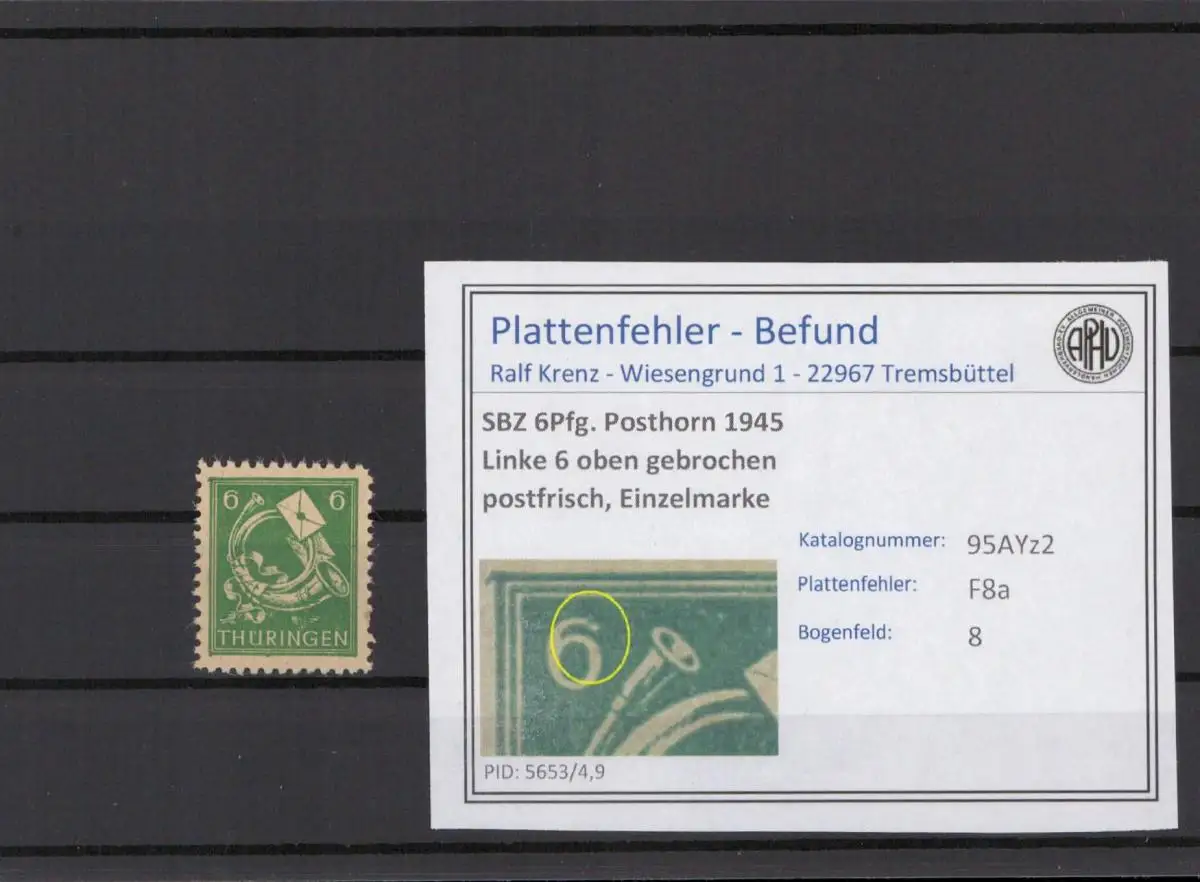 6 6
THÜRINGEN
Plattenfehler - Befund
Ralf Krenz - Wiesengrund 1 - 22967 Tremsbüttel
APHV
SBZ 6Pfg. Posthorn 1945
Linke 6 oben gebrochen
postfrisch, Einzelmarke
Katalognummer: 95AYz2
Plattenfehler: F8a
Bogenfeld: 8
6
PID: 5653/4,9